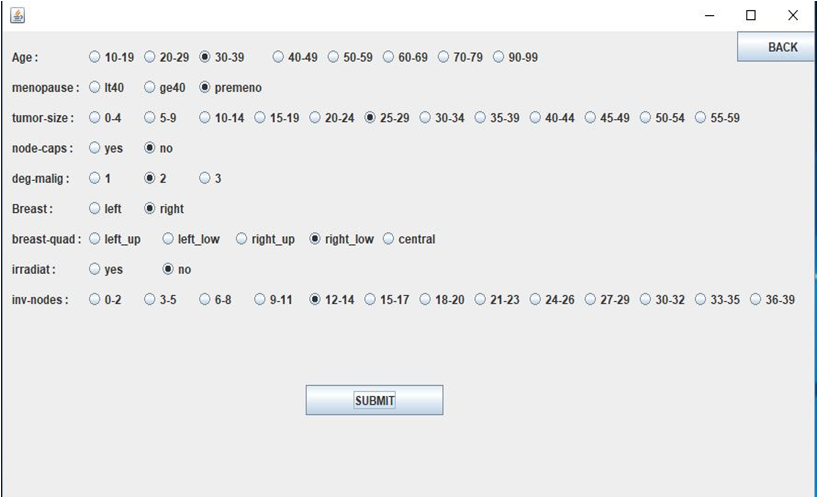 BACK
Age : 10-19 20-29 30-39 40-49 50-59 60-69 70-79 90-99
menopause : lt40 ge40 premeno
tumor-size : 0-4 5-9 10-14 15-19 20-24 25-29 30-34 35-39 40-44 45-49 50-54 55-59
node-caps : yes no
deg-malig : 1 2 3
Breast : left right
breast-quad : left_up left_low right_up right_low central
irradiat : yes no
inv-nodes : 0-2 3-5 6-8 9-11 12-14 15-17 18-20 21-23 24-26 27-29 30-32 33-35 36-39
SUBMIT